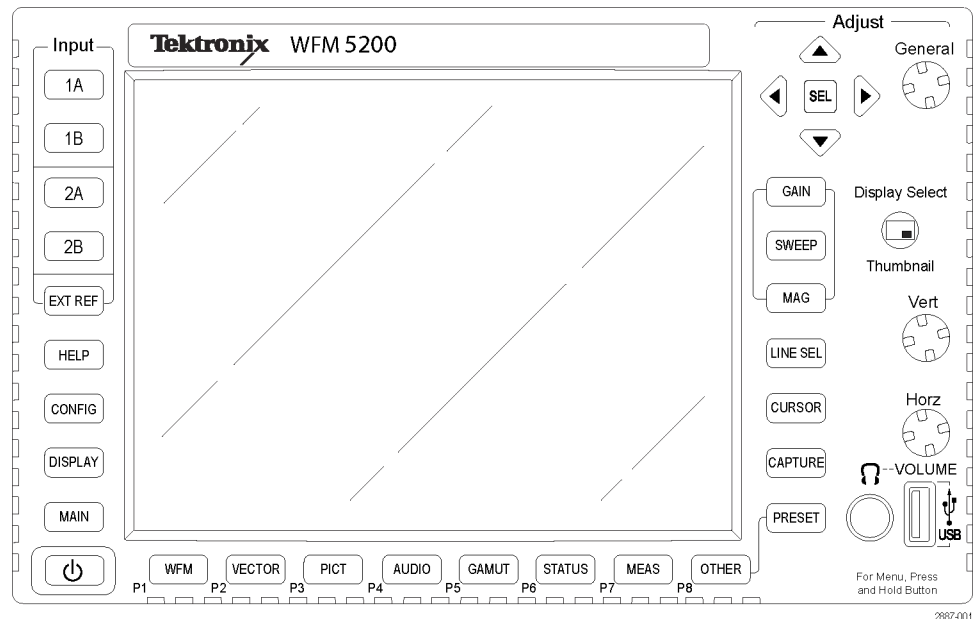 Tektronix WFM 5200
Input
1A
1B
2A
2B
EXT REF
HELP
CONFIG
DISPLAY
MAIN
Adjust
General
SEL
GAIN
SWEEP
MAG
Display Select
Thumbnail
Vert
LINE SEL
CURSOR
Horz
CAPTURE
VOLUME
PRESET
USB
WFM VECTOR PICT AUDIO GAMUT STATUS MEAS OTHER
P1 P2 P3 P4 P5 P6 P7 P8
For Menu, Press
and Hold Button
2887-001